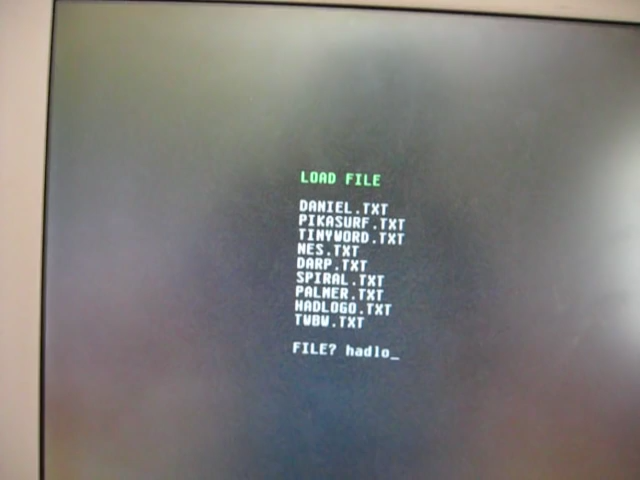 LOAD FILE
DANIEL.TXT
PIKASURF.TXT
TINYWORD.TXT
NES.TXT
DARP.TXT
SPIRAL.TXT
PALMER.TXT
HADLOGO.TXT
TWBW.TXT
FILE? hadlo_